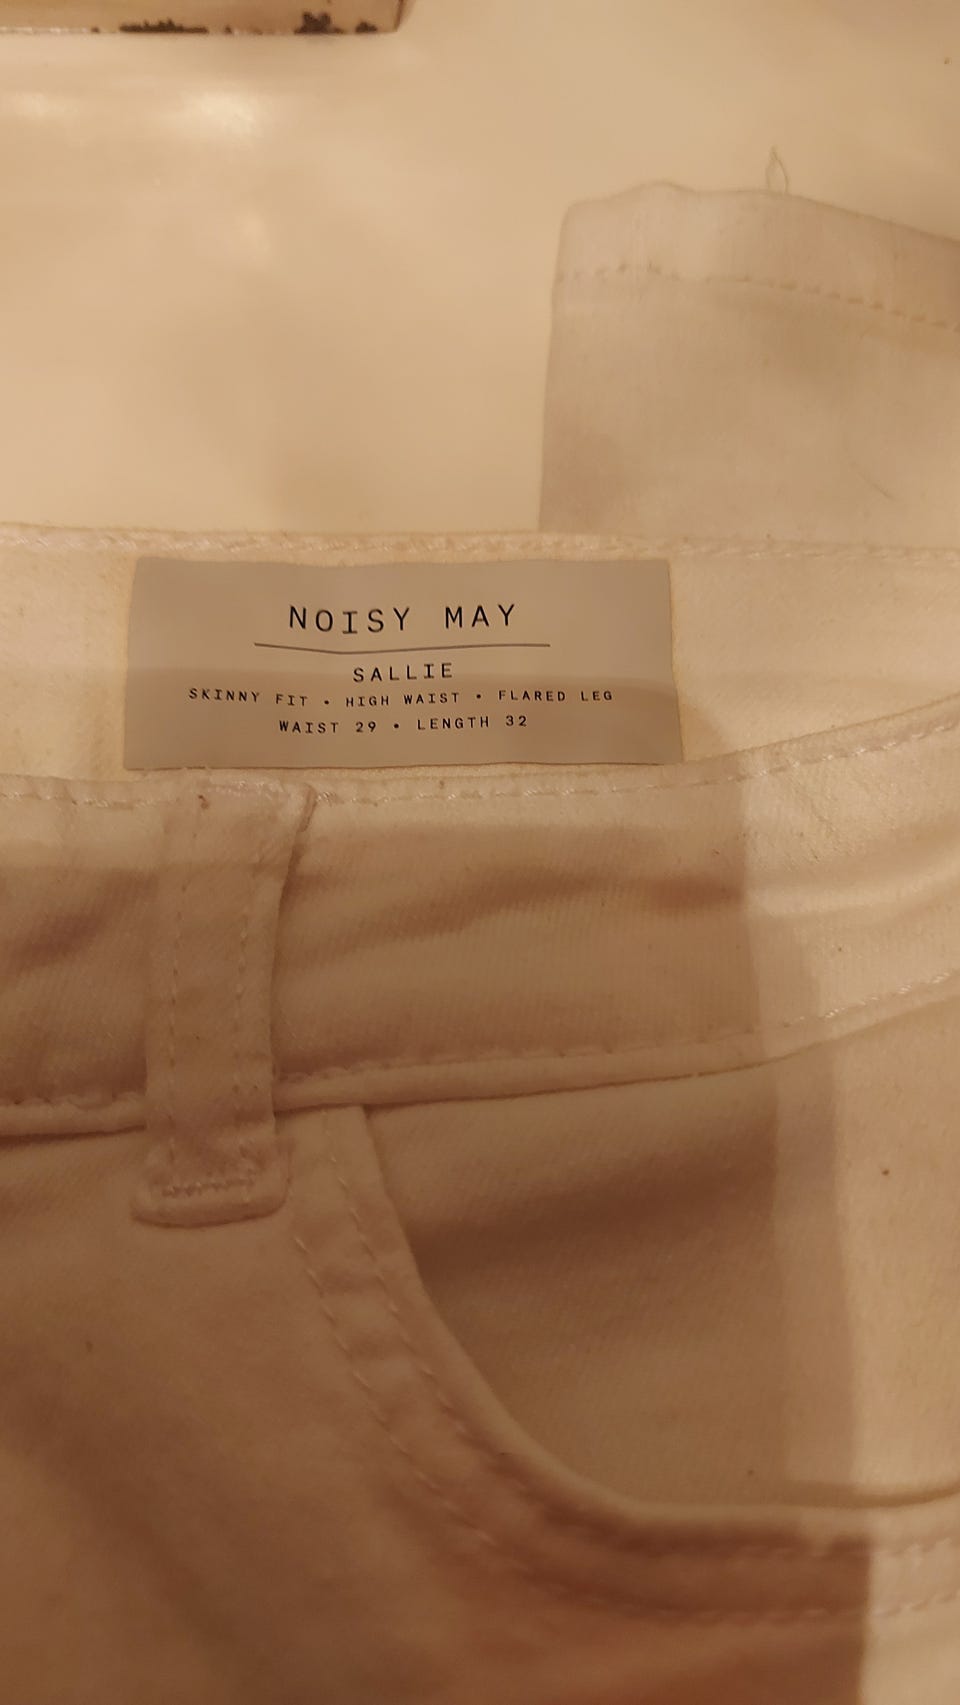 NOISY MAY
SALLIE
SKINNY FIT • HIGH WAIST • FLARED LEG
WAIST 29 • LENGTH 32